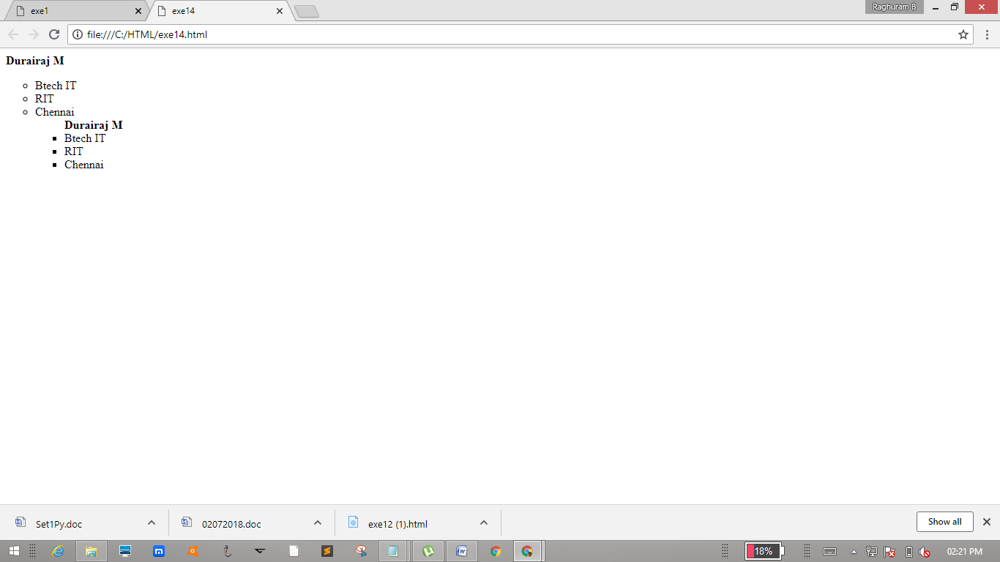 exe1
exe14
Raghuram B
file:///C:/HTML/exe14.html
Durairaj M
Btech IT
RIT
Chennai
Durairaj M
Btech IT
RIT
Chennai
Set1Py.doc
02072018.doc
exe12 (1).html
Show all
18%
02:21 PM